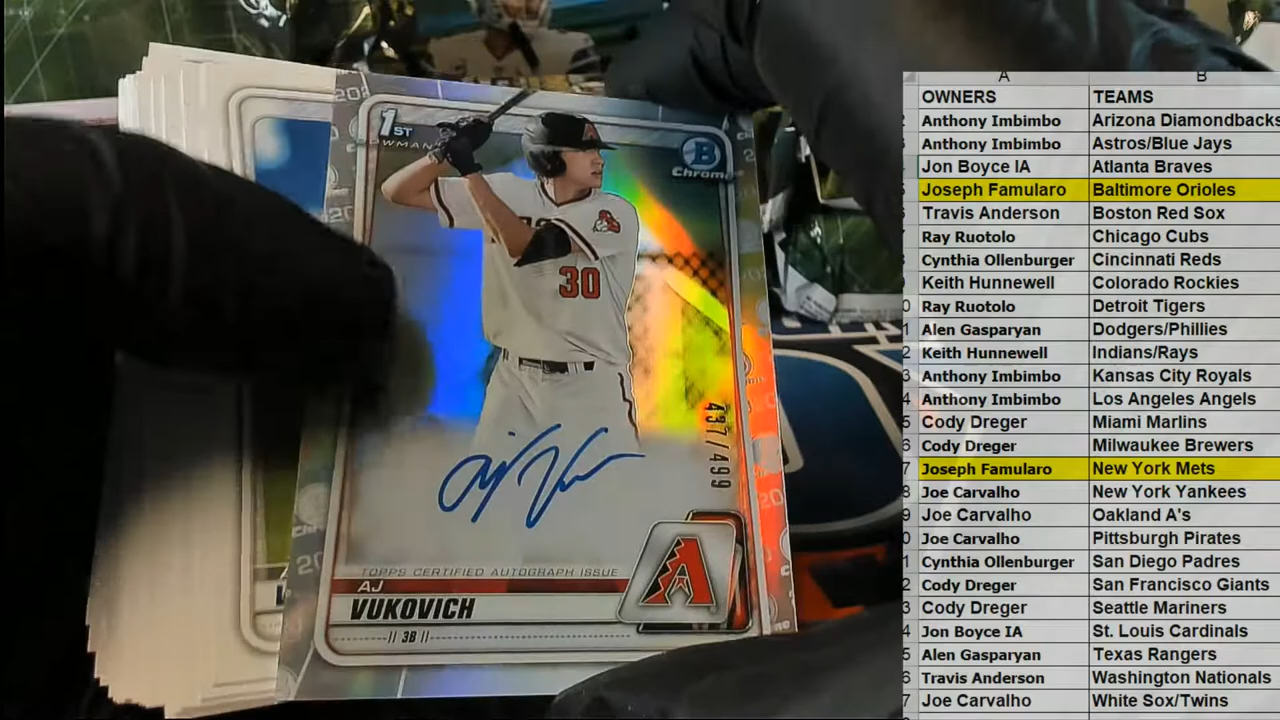 1ST
BOWMAN
B
Chrome
30
437/499
TOPPS CERTIFIED AUTOGRAPH ISSUE
AJ
VUKOVICH
3B
A
A B
OWNERS TEAMS
Anthony Imbimbo Arizona Diamondbacks
Anthony Imbimbo Astros/Blue Jays
Jon Boyce IA Atlanta Braves
Joseph Famularo Baltimore Orioles
Travis Anderson Boston Red Sox
Ray Ruotolo Chicago Cubs
Cynthia Ollenburger Cincinnati Reds
Keith Hunnewell Colorado Rockies
Ray Ruotolo Detroit Tigers
Alen Gasparyan Dodgers/Phillies
Keith Hunnewell Indians/Rays
Anthony Imbimbo Kansas City Royals
Anthony Imbimbo Los Angeles Angels
Cody Dreger Miami Marlins
Cody Dreger Milwaukee Brewers
Joseph Famularo New York Mets
Joe Carvalho New York Yankees
Joe Carvalho Oakland A's
Joe Carvalho Pittsburgh Pirates
Cynthia Ollenburger San Diego Padres
Cody Dreger San Francisco Giants
Cody Dreger Seattle Mariners
Jon Boyce IA St. Louis Cardinals
Alen Gasparyan Texas Rangers
Travis Anderson Washington Nationals
Joe Carvalho White Sox/Twins